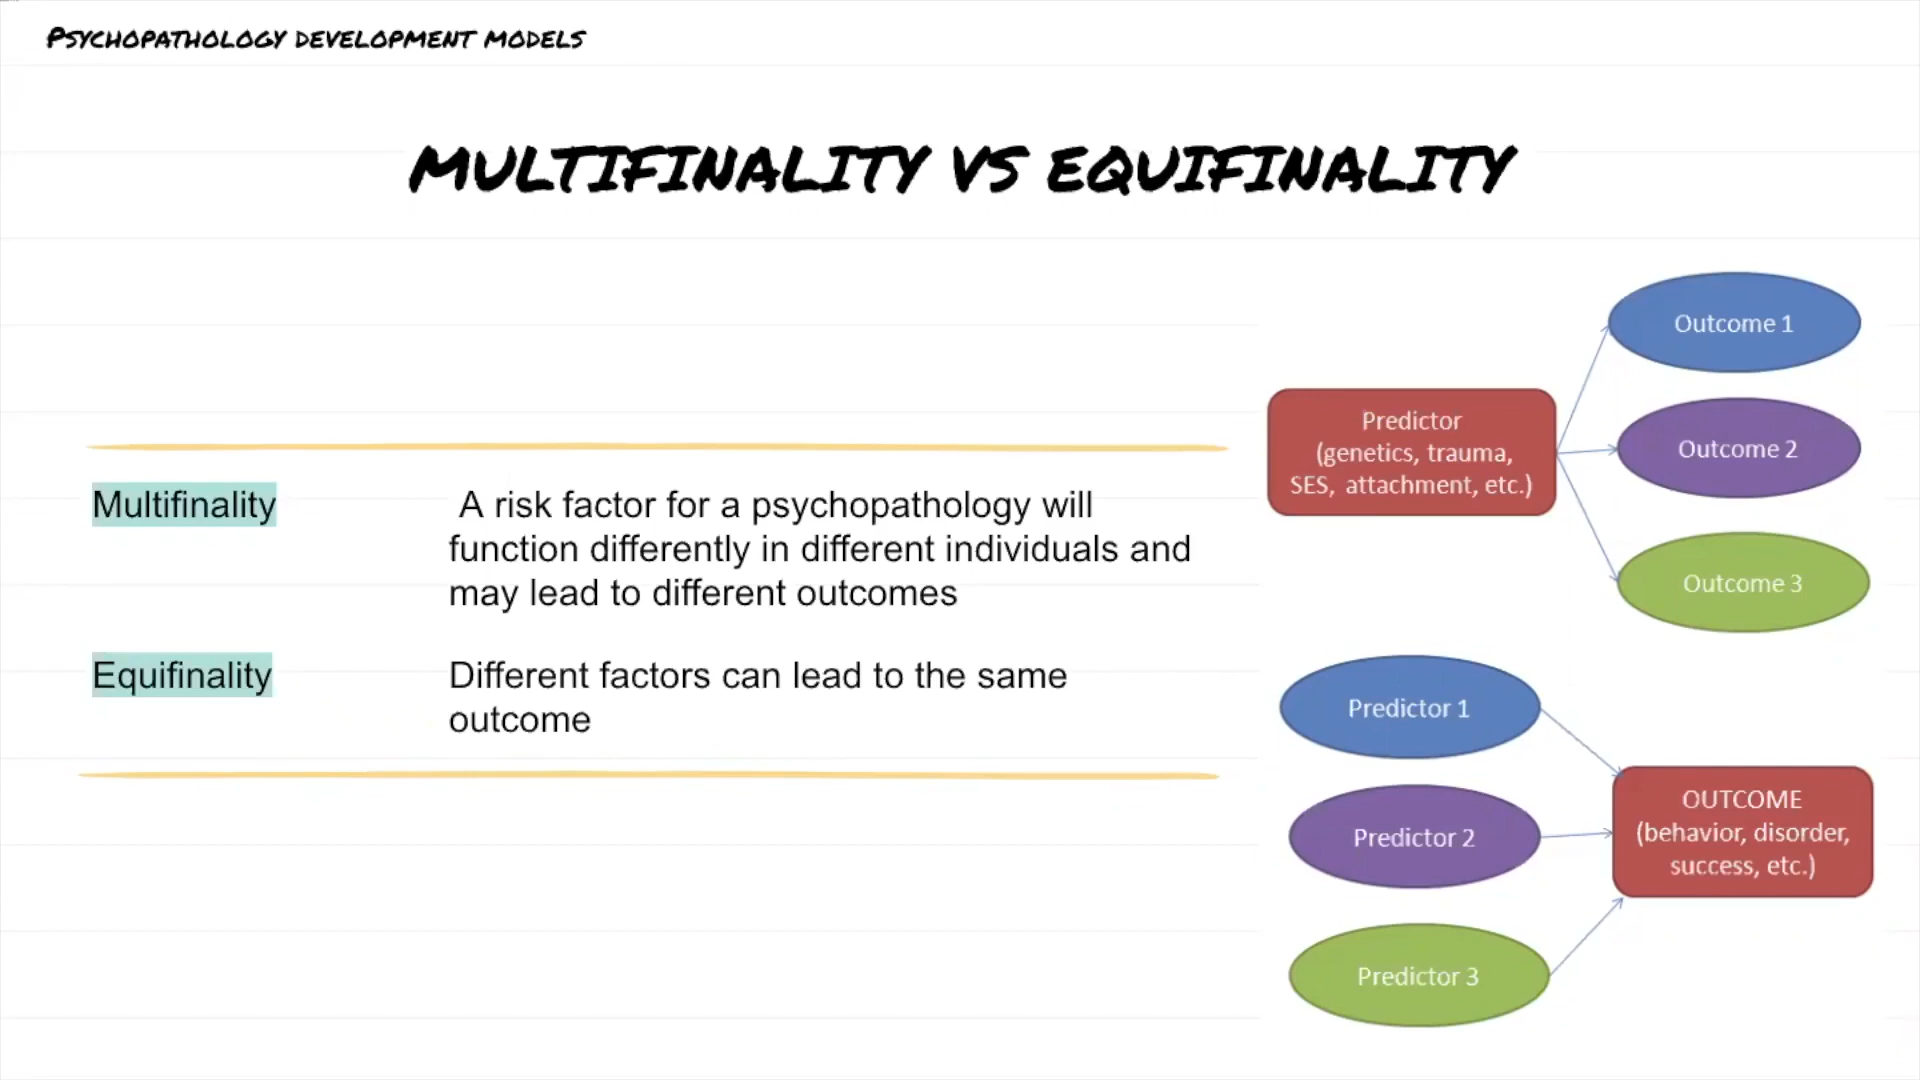 PSYCHOPATHOLOGY DEVELOPMENT MODELS
MULTIFINALITY VS EQUIFINALITY
Multifinality
A risk factor for a psychopathology will
function differently in different individuals and
may lead to different outcomes
Equifinality
Different factors can lead to the same
outcome
Predictor
(genetics, trauma,
SES, attachment, etc.)
Outcome 1
Outcome 2
Outcome 3
Predictor 1
Predictor 2
Predictor 3
OUTCOME
(behavior, disorder,
success, etc.)